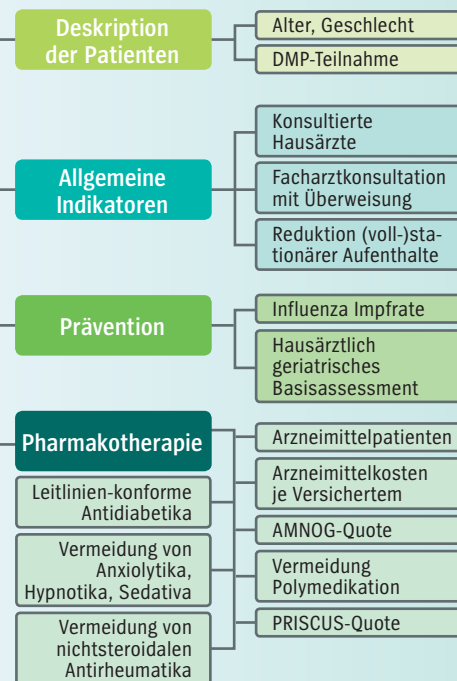 Deskription
der Patienten
Alter, Geschlecht
DMP-Teilnahme
Allgemeine
Indikatoren
Konsultierte
Hausärzte
Facharztkonsultation
mit Überweisung
Reduktion (voll-)sta-
tionärer Aufenthalte
Prävention
Influenza Impfrate
Hausärztlich
geriatrisches
Basisassessment
Pharmakotherapie
Leitlinien-konforme
Antidiabetika
Vermeidung von
Anxiolytika,
Hypnotika, Sedativa
Vermeidung von
nichtsteroidalen
Antirheumatika
Arzneimittelpatienten
Arzneimittelkosten
je Versichertem
AMNOG-Quote
Vermeidung
Polymedikation
PRISCUS-Quote